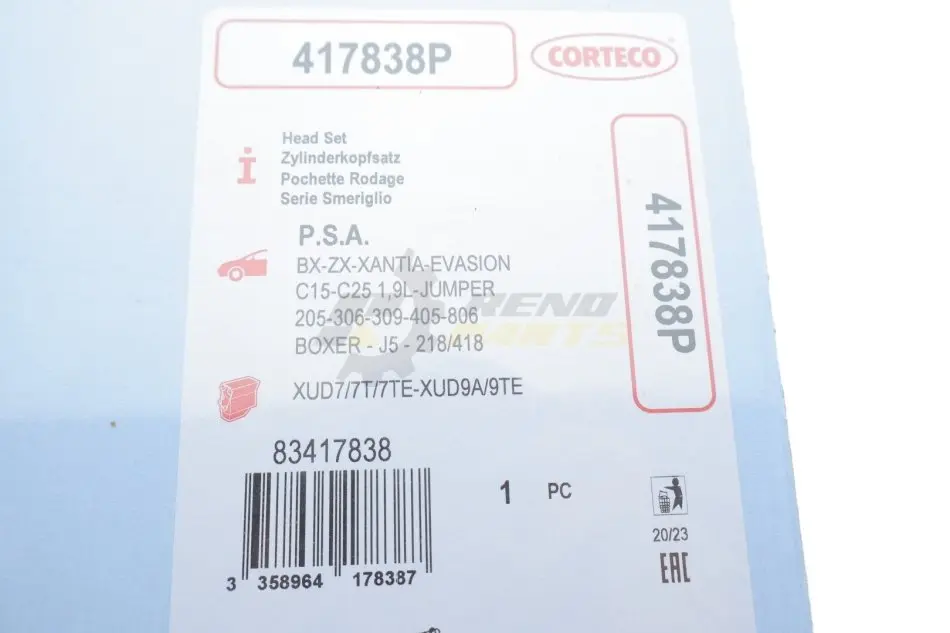 417838P
CORTECO
Head Set
Zylinderkopfsatz
Pochette Rodage
Serie Smeriglio
417838P
P.S.A.
BX-ZX-XANTIA-EVASION
C15-C25 1,9L-JUMPER
205-306-309-405-806
BOXER - J5 - 218/418
RENO
PARTS
XUD7/7T/7TE-XUD9A/9TE
83417838
1 PC
20/23
EAC
3 358964 178387